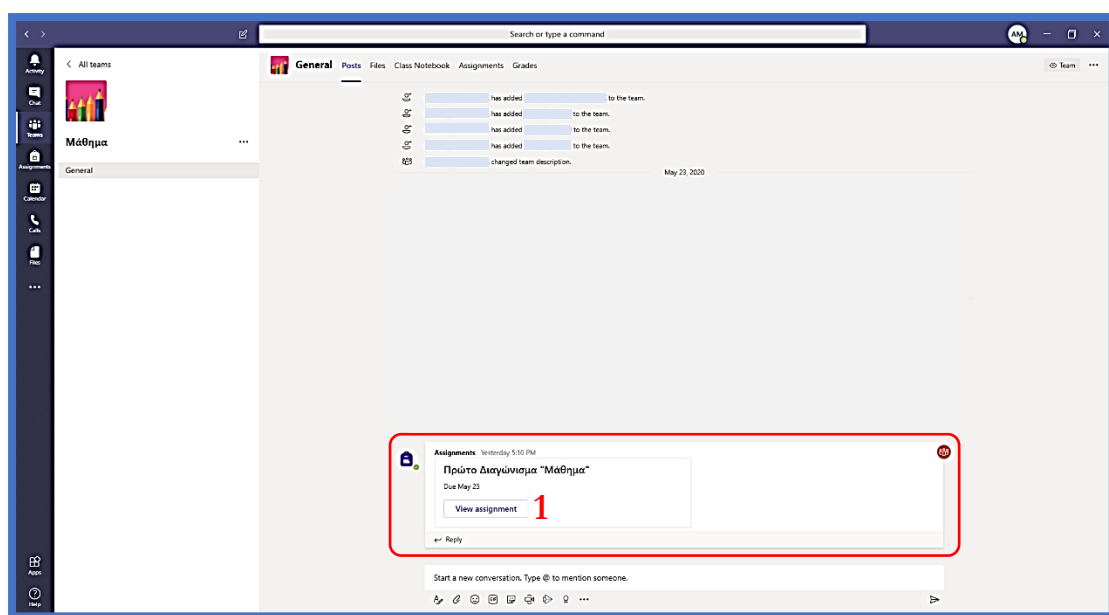 Search or type a command
AM
Activity
Chat
Teams
Assignments
Calendar
Calls
Files
Apps
Help
All teams
Μάθημα
General
General Posts Files Class Notebook Assignments Grades
Team
has added to the team.
has added to the team.
has added to the team.
has added to the team.
changed team description.
May 23, 2020
Assignments Yesterday 5:10 PM
Πρώτο Διαγώνισμα "Μάθημα"
Due May 25
View assignment 1
Reply
Start a new conversation. Type @ to mention someone.